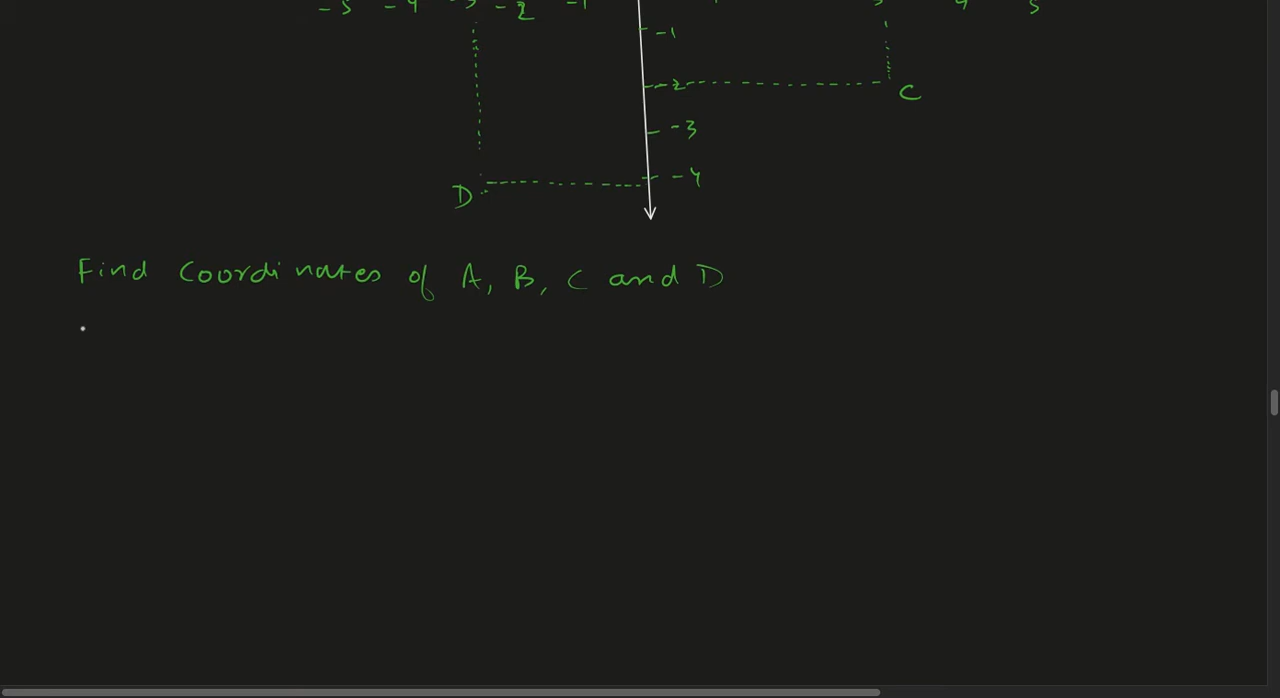 -5 -4 -3 -2 -1 3 4 5
-1
-2
C
-3
-4
D
Find Coordinates of A, B, C and D